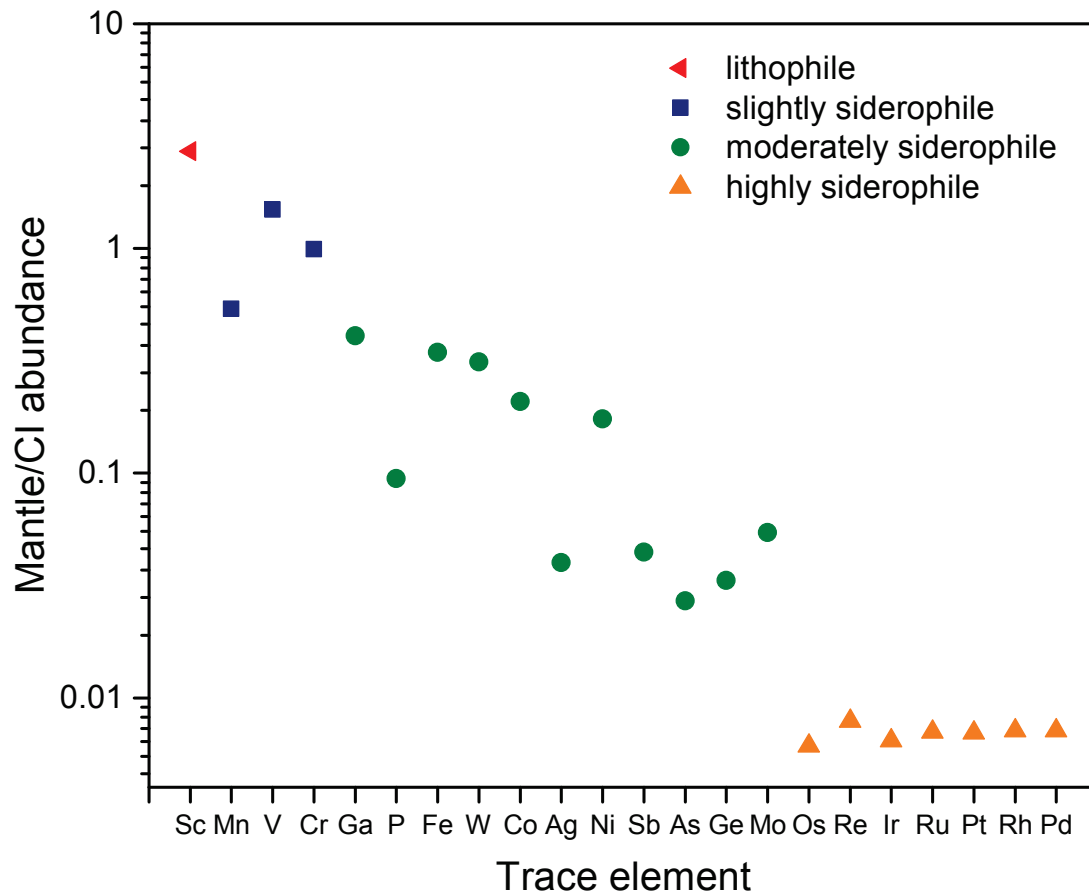 10
1
0.1
0.01
Mantle/CI abundance
lithophile
slightly siderophile
moderately siderophile
highly siderophile
Sc Mn V Cr Ga P Fe W Co Ag Ni Sb As Ge Mo Os Re Ir Ru Pt Rh Pd
Trace element